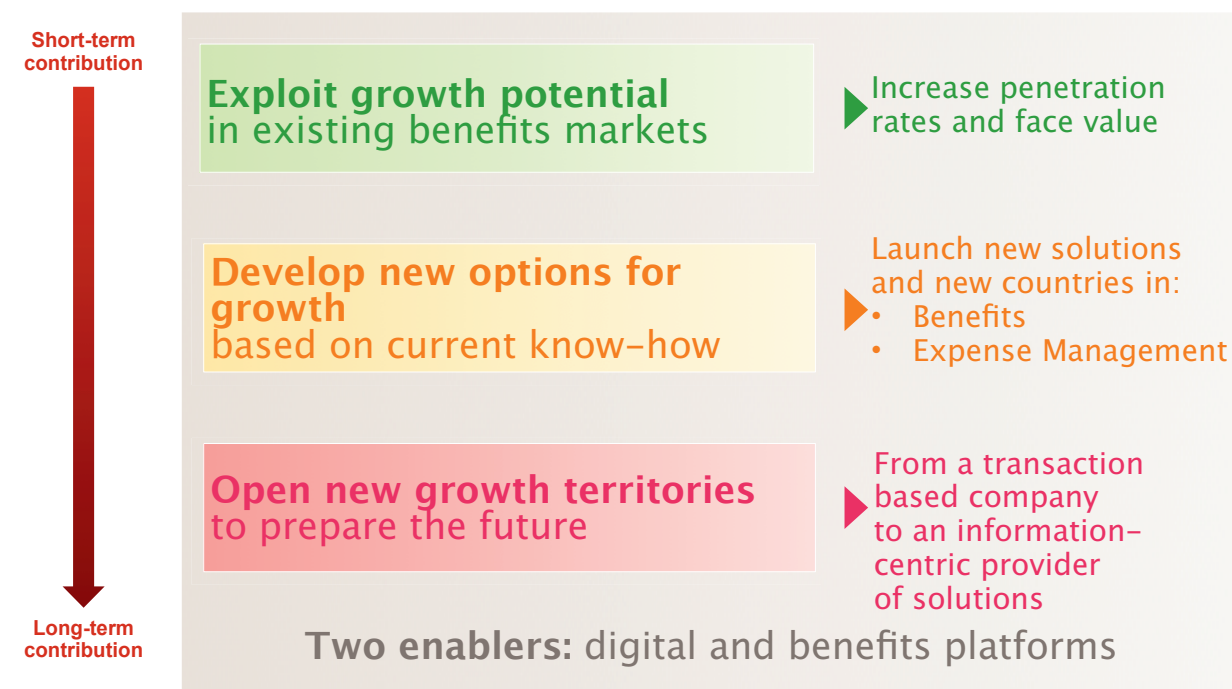 Short-term
contribution
Exploit growth potential
in existing benefits markets
Increase penetration
rates and face value
Develop new options for
growth
based on current know-how
Launch new solutions
and new countries in:
• Benefits
• Expense Management
Open new growth territories
to prepare the future
From a transaction
based company
to an information-
centric provider
of solutions
Long-term
contribution
Two enablers: digital and benefits platforms